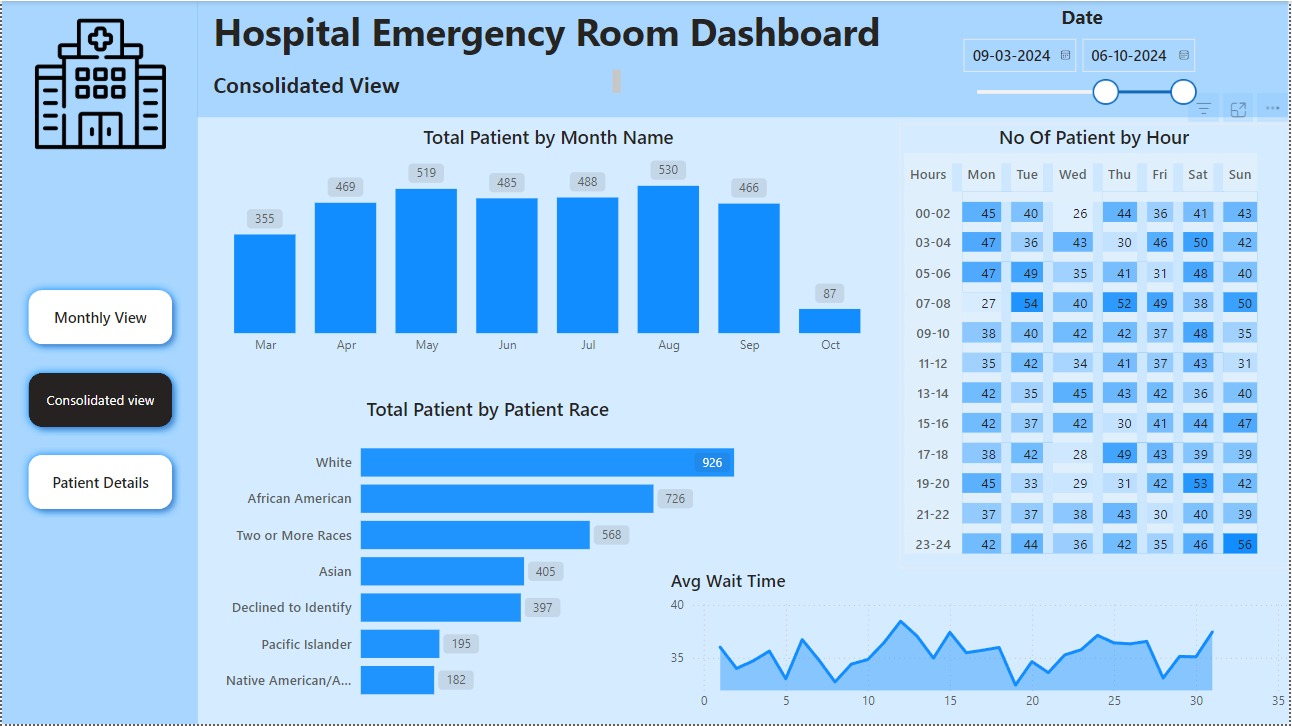 Hospital Emergency Room Dashboard
Consolidated View
Date
09-03-2024 06-10-2024
Monthly View
Consolidated view
Patient Details
Total Patient by Month Name
355 469 519 485 488 530 466 87
Mar Apr May Jun Jul Aug Sep Oct
Total Patient by Patient Race
White 926
African American 726
Two or More Races 568
Asian 405
Declined to Identify 397
Pacific Islander 195
Native American/A... 182
No Of Patient by Hour
Hours Mon Tue Wed Thu Fri Sat Sun
00-02 45 40 26 44 36 41 43
03-04 47 36 43 30 46 50 42
05-06 47 49 35 41 31 48 40
07-08 27 54 40 52 49 38 50
09-10 38 40 42 42 37 48 35
11-12 35 42 34 41 37 43 31
13-14 42 35 45 43 42 36 40
15-16 42 37 42 30 41 44 47
17-18 38 42 28 49 43 39 39
19-20 45 33 29 31 42 53 42
21-22 37 37 38 43 30 40 39
23-24 42 44 36 42 35 46 56
Avg Wait Time
40
35
0 5 10 15 20 25 30 35